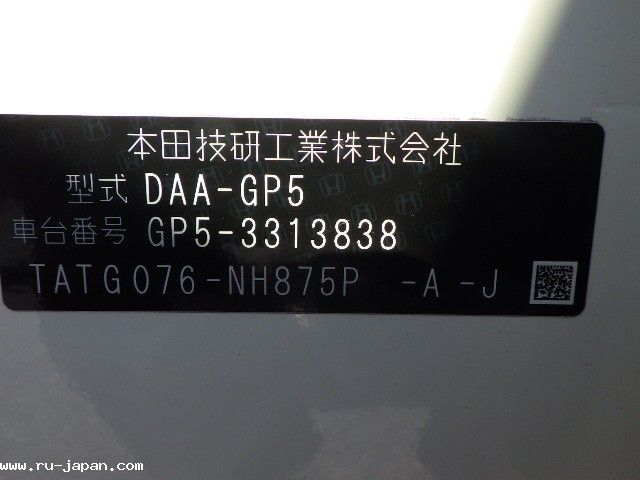 本田技研工業株式会社
型式 DAA-GP5
車台番号 GP5-3313838
TATG076-NH875P -A -J
www.ru-japan.com